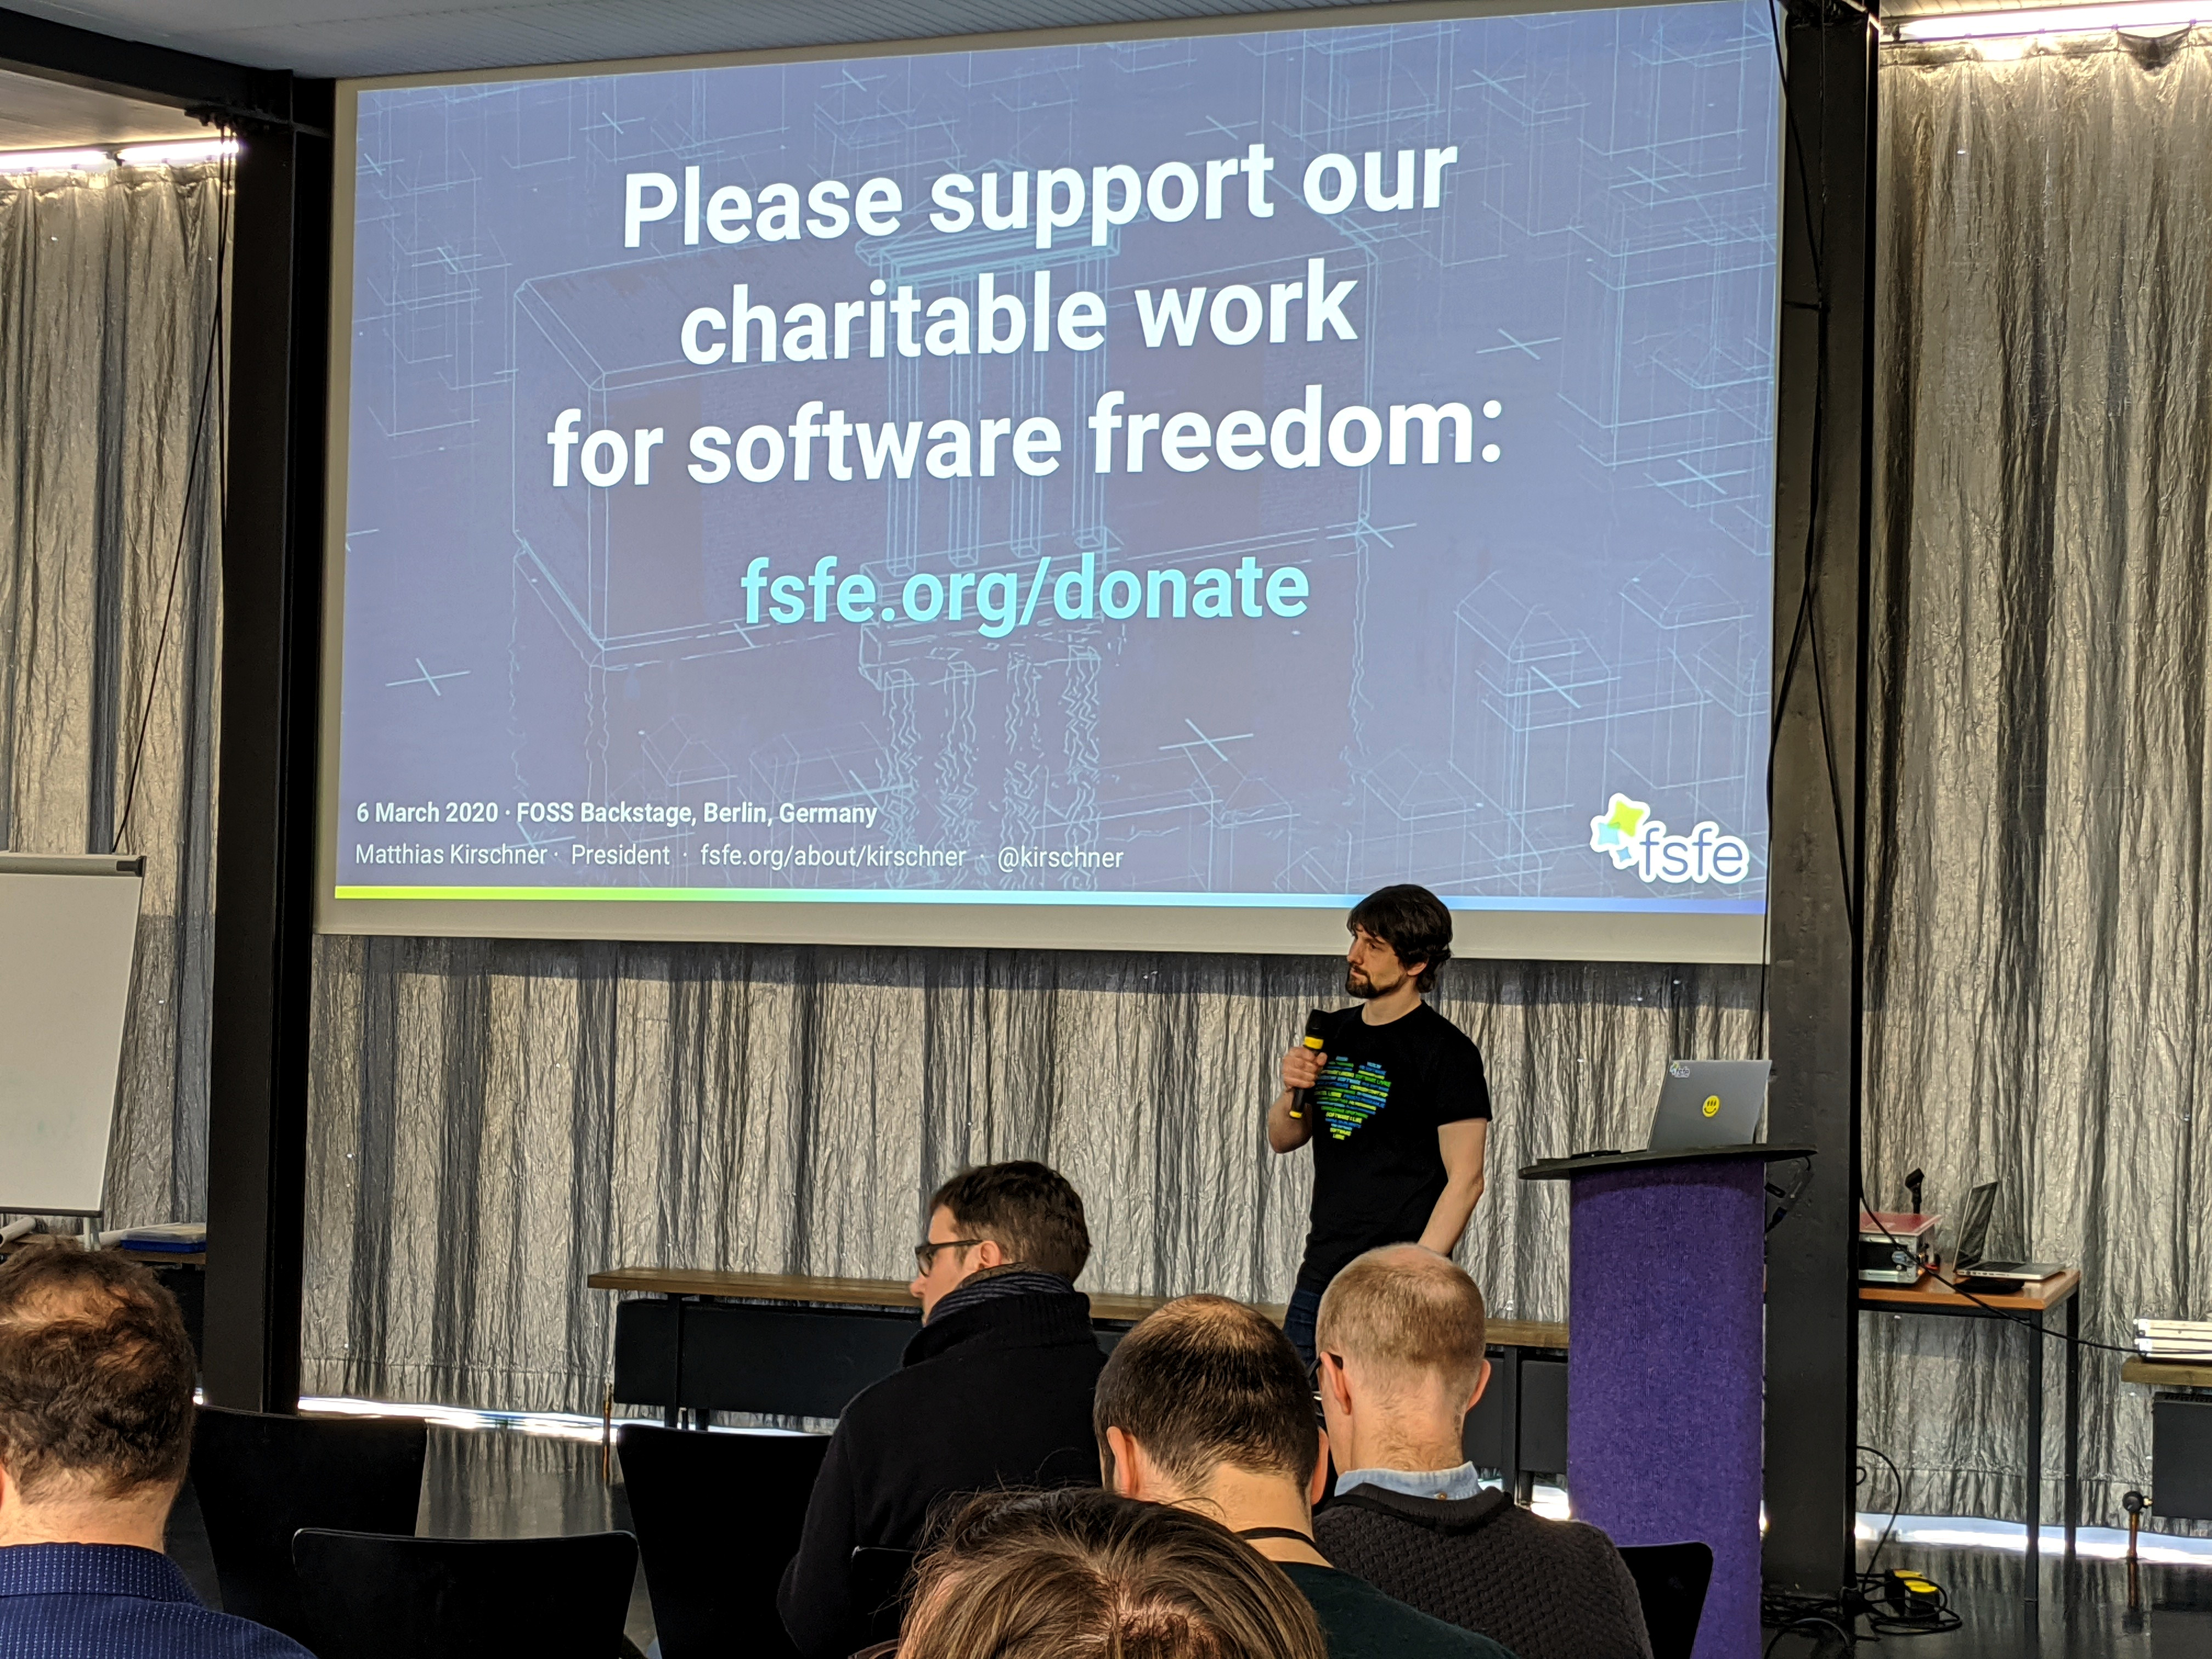 Please support our
charitable work
for software freedom:
fsfe.org/donate
6 March 2020 · FOSS Backstage, Berlin, Germany
Matthias Kirschner · President · fsfe.org/about/kirschner · @kirschner
fsfe